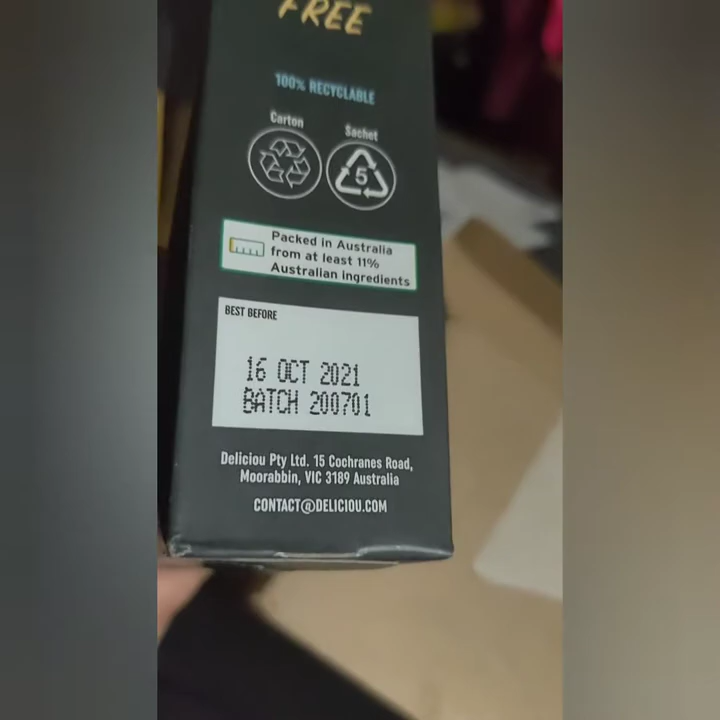 FREE
100% RECYCLABLE
Carton
Sachet
5
Packed in Australia
from at least 11%
Australian ingredients
BEST BEFORE
16 OCT 2021
BATCH 200701
Deliciou Pty Ltd. 15 Cochranes Road,
Moorabbin, VIC 3189 Australia
CONTACT@DELICIOU.COM